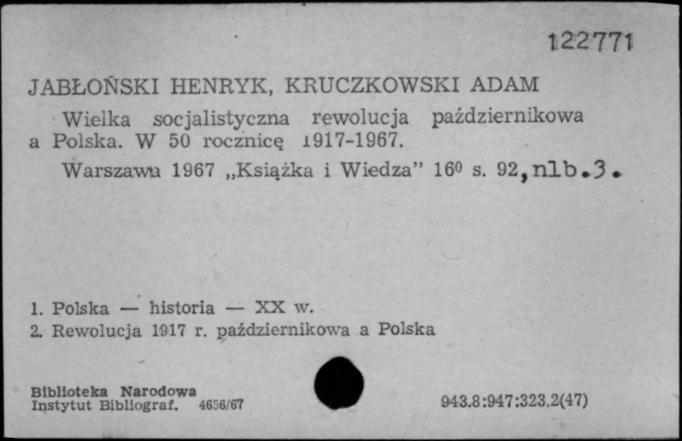 122771
JABŁOŃSKI HENRYK, KRUCZKOWSKI ADAM
Wielka socjalistyczna rewolucja październikowa
a Polska. W 50 rocznicę 1917-1967.
Warszawa 1967 „Książka i Wiedza” 16⁰ s. 92, nlb.3.
1. Polska — historia — XX w.
2. Rewolucja 1917 r. październikowa a Polska
Biblioteka Narodowa
Instytut Bibliograf. 4656/67
943.8:947:323.2(47)